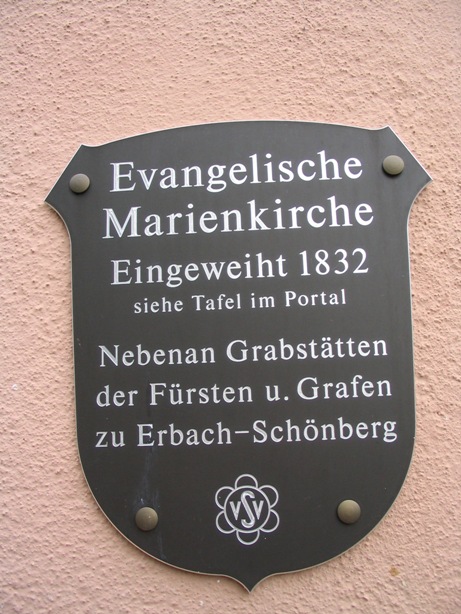 Evangelische
Marienkirche
Eingeweiht 1832
siehe Tafel im Portal
Nebenan Grabstätten
der Fürsten u. Grafen
zu Erbach-Schönberg
VSV